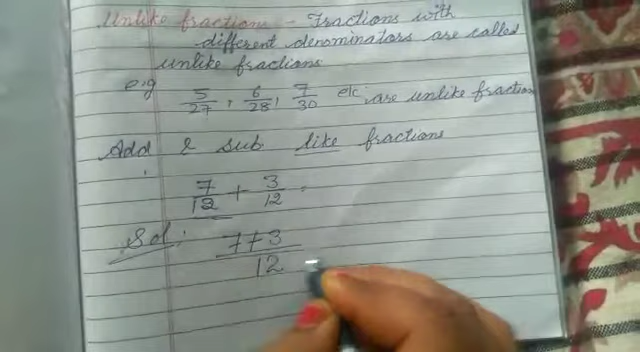 Unlike fractions - Fractions with
different denominators are called
unlike fractions
e.g 5/27, 6/28, 7/30 etc are unlike fraction
Add & Sub like fractions
7/12 + 3/12
Sol: 7+3/12